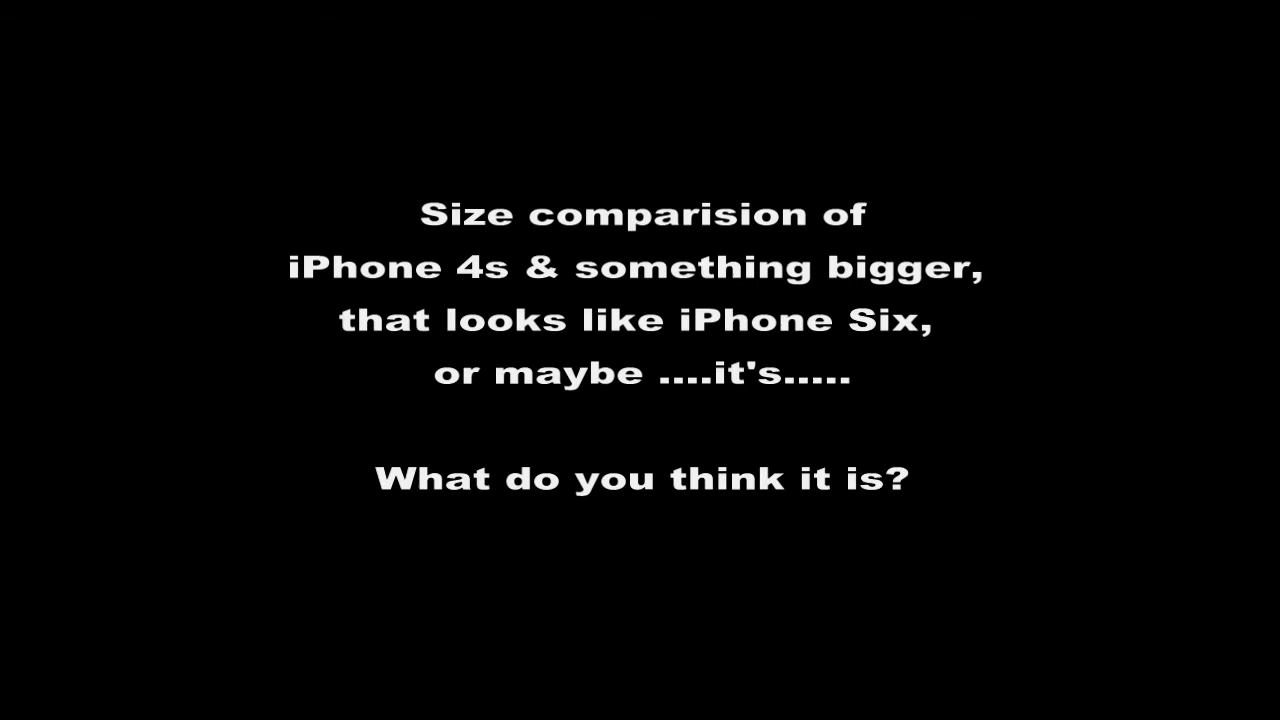 Size comparision of
iPhone 4s & something bigger,
that looks like iPhone Six,
or maybe ....it's.....
What do you think it is?